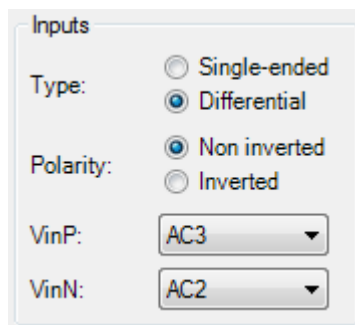 Inputs
Type:
Single-ended
Differential
Polarity:
Non inverted
Inverted
VinP:
AC3
VinN:
AC2